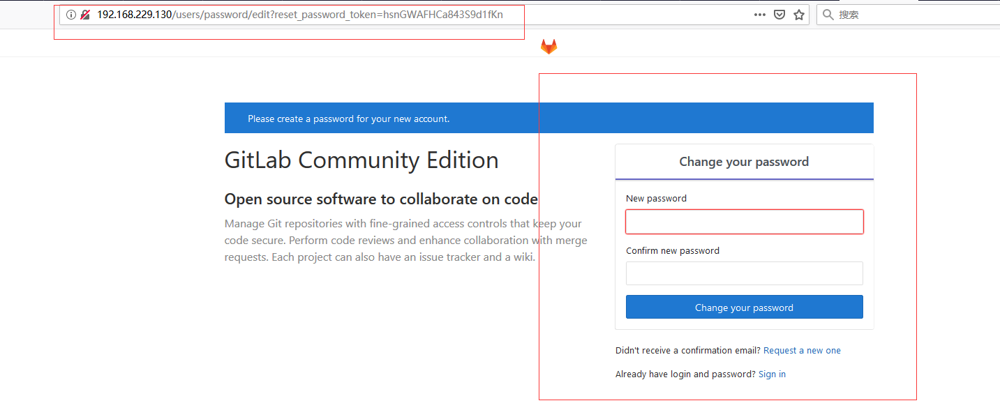 192.168.229.130/users/password/edit?reset_password_token=hsnGWAFHCa843S9d1fKn
搜索
Please create a password for your new account.
GitLab Community Edition
Open source software to collaborate on code
Manage Git repositories with fine-grained access controls that keep your
code secure. Perform code reviews and enhance collaboration with merge
requests. Each project can also have an issue tracker and a wiki.
Change your password
New password
Confirm new password
Change your password
Didn't receive a confirmation email? Request a new one
Already have login and password? Sign in